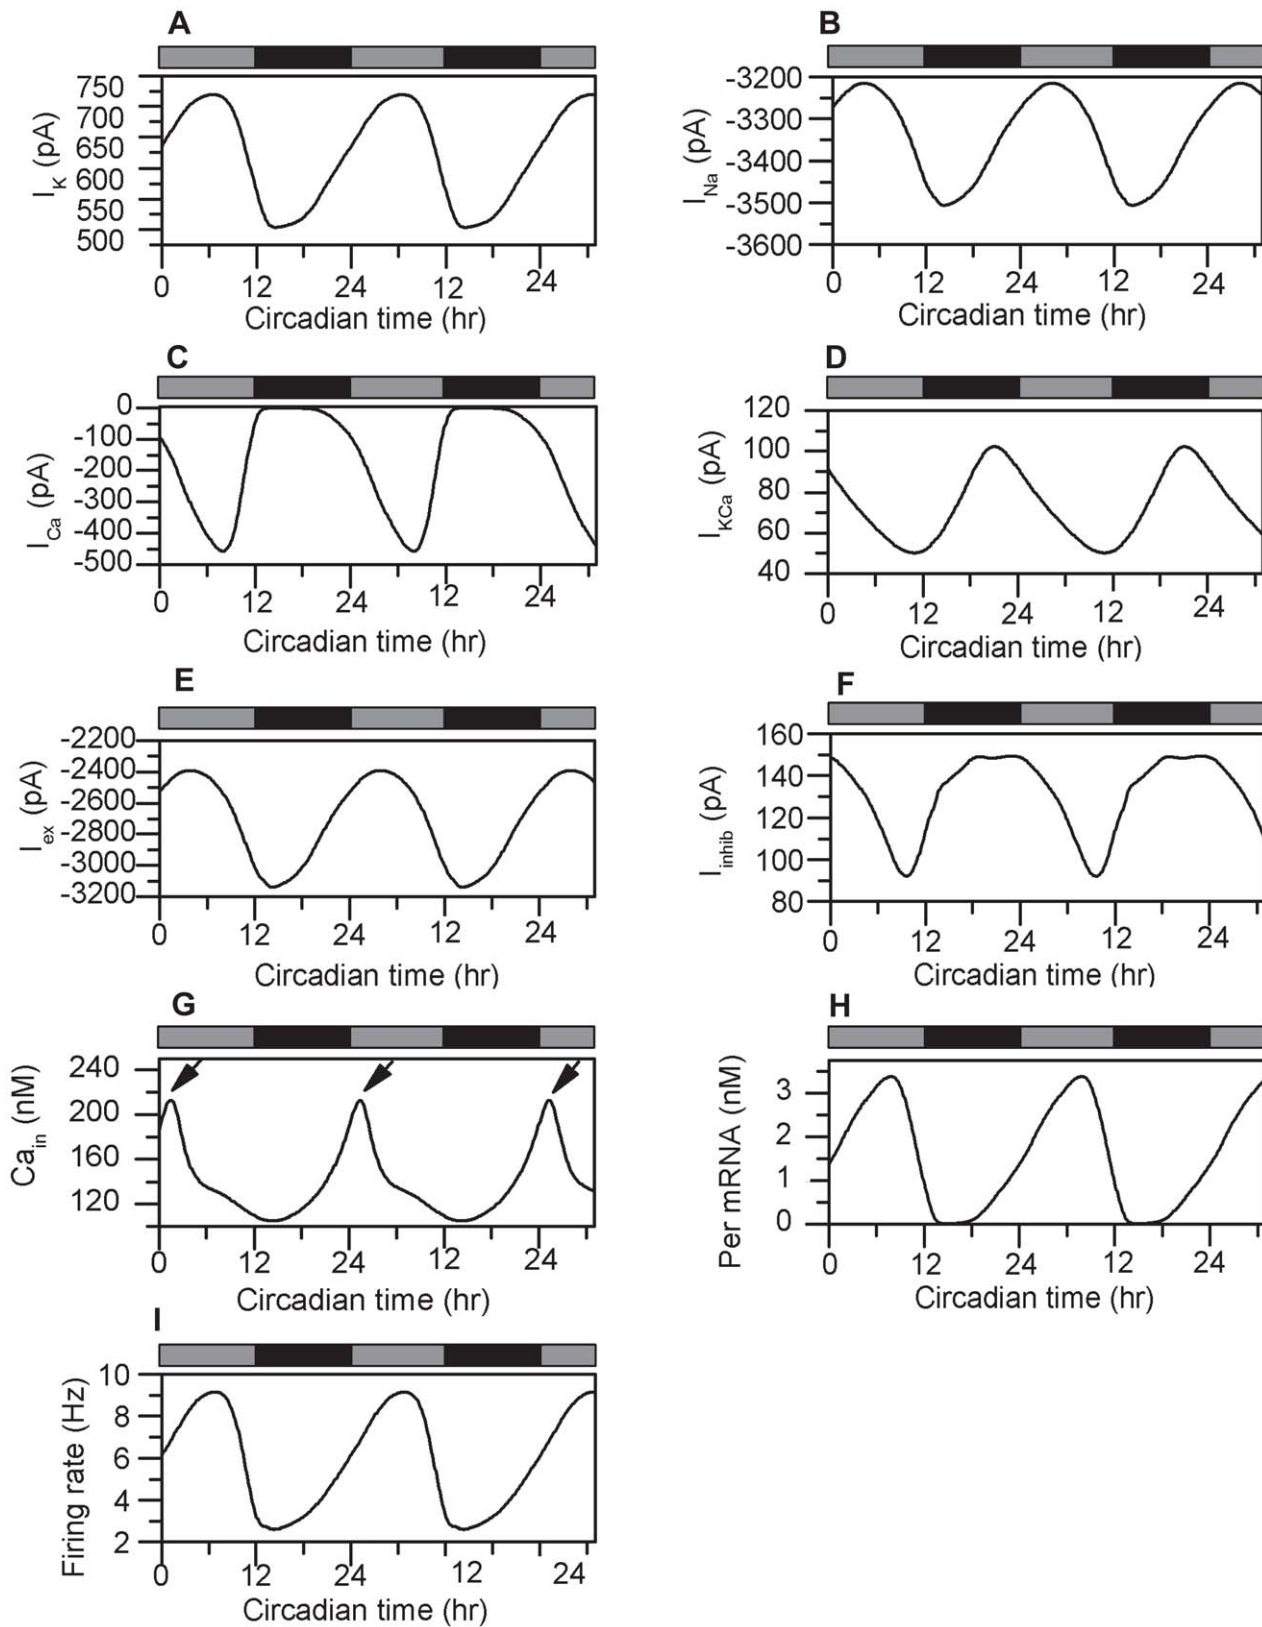 A
I_K (pA)
750
700
650
600
550
500
0 12 24 12 24
Circadian time (hr)
B
I_Na (pA)
-3200
-3300
-3400
-3500
-3600
0 12 24 12 24
Circadian time (hr)
C
I_Ca (pA)
0
-100
-200
-300
-400
-500
0 12 24 12 24
Circadian time (hr)
D
I_KCa (pA)
120
100
80
60
40
0 12 24 12 24
Circadian time (hr)
E
I_ex (pA)
-2200
-2400
-2600
-2800
-3000
-3200
0 12 24 12 24
Circadian time (hr)
F
I_inhib (pA)
160
140
120
100
80
0 12 24 12 24
Circadian time (hr)
G
Ca_in (nM)
240
200
160
120
0 12 24 12 24
Circadian time (hr)
H
Per mRNA (nM)
3
2
1
0
0 12 24 12 24
Circadian time (hr)
I
Firing rate (Hz)
10
8
6
4
2
0 12 24 12 24
Circadian time (hr)